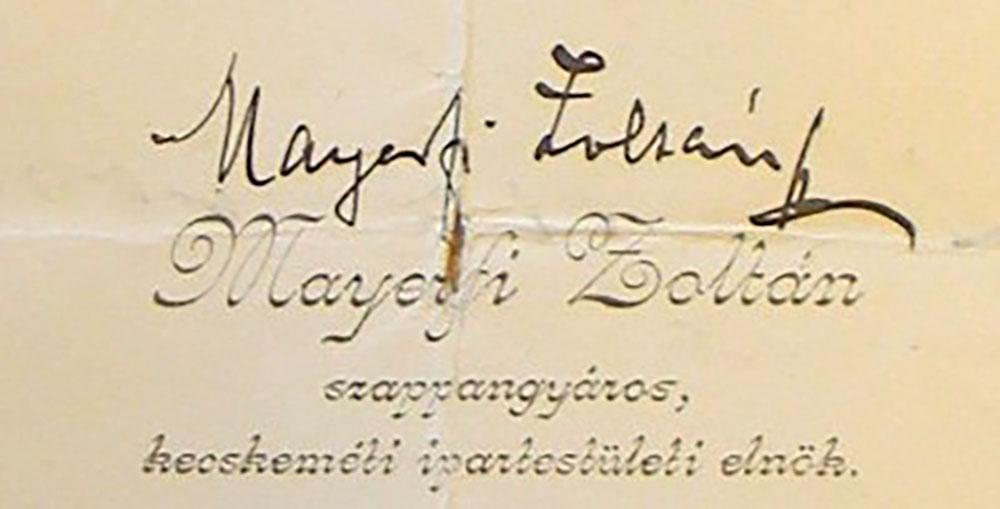 Mayerfi Zoltán
Mayerfi Zoltán
szappangyáros,
kecskeméti ipartestületi elnök.